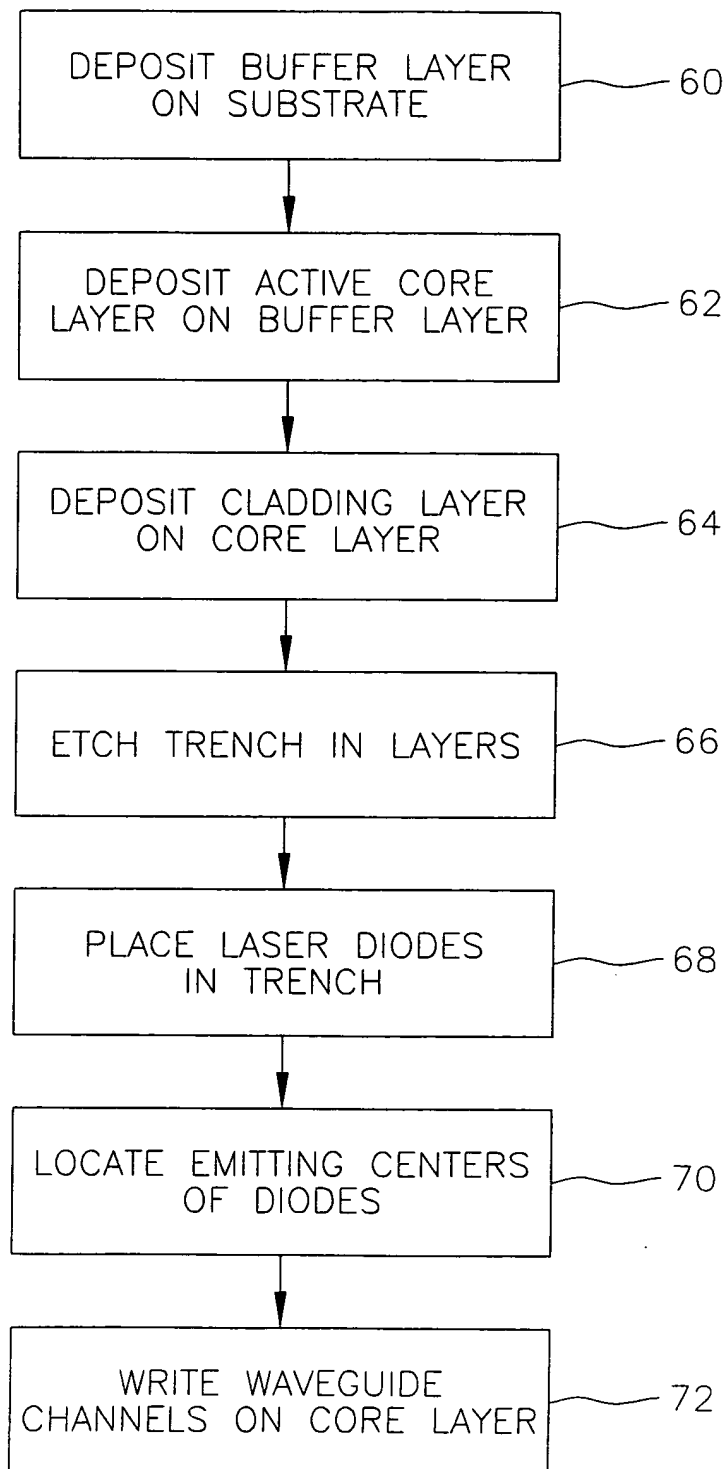 DEPOSIT BUFFER LAYER
ON SUBSTRATE
60
DEPOSIT ACTIVE CORE
LAYER ON BUFFER LAYER
62
DEPOSIT CLADDING LAYER
ON CORE LAYER
64
ETCH TRENCH IN LAYERS
66
PLACE LASER DIODES
IN TRENCH
68
LOCATE EMITTING CENTERS
OF DIODES
70
WRITE WAVEGUIDE
CHANNELS ON CORE LAYER
72